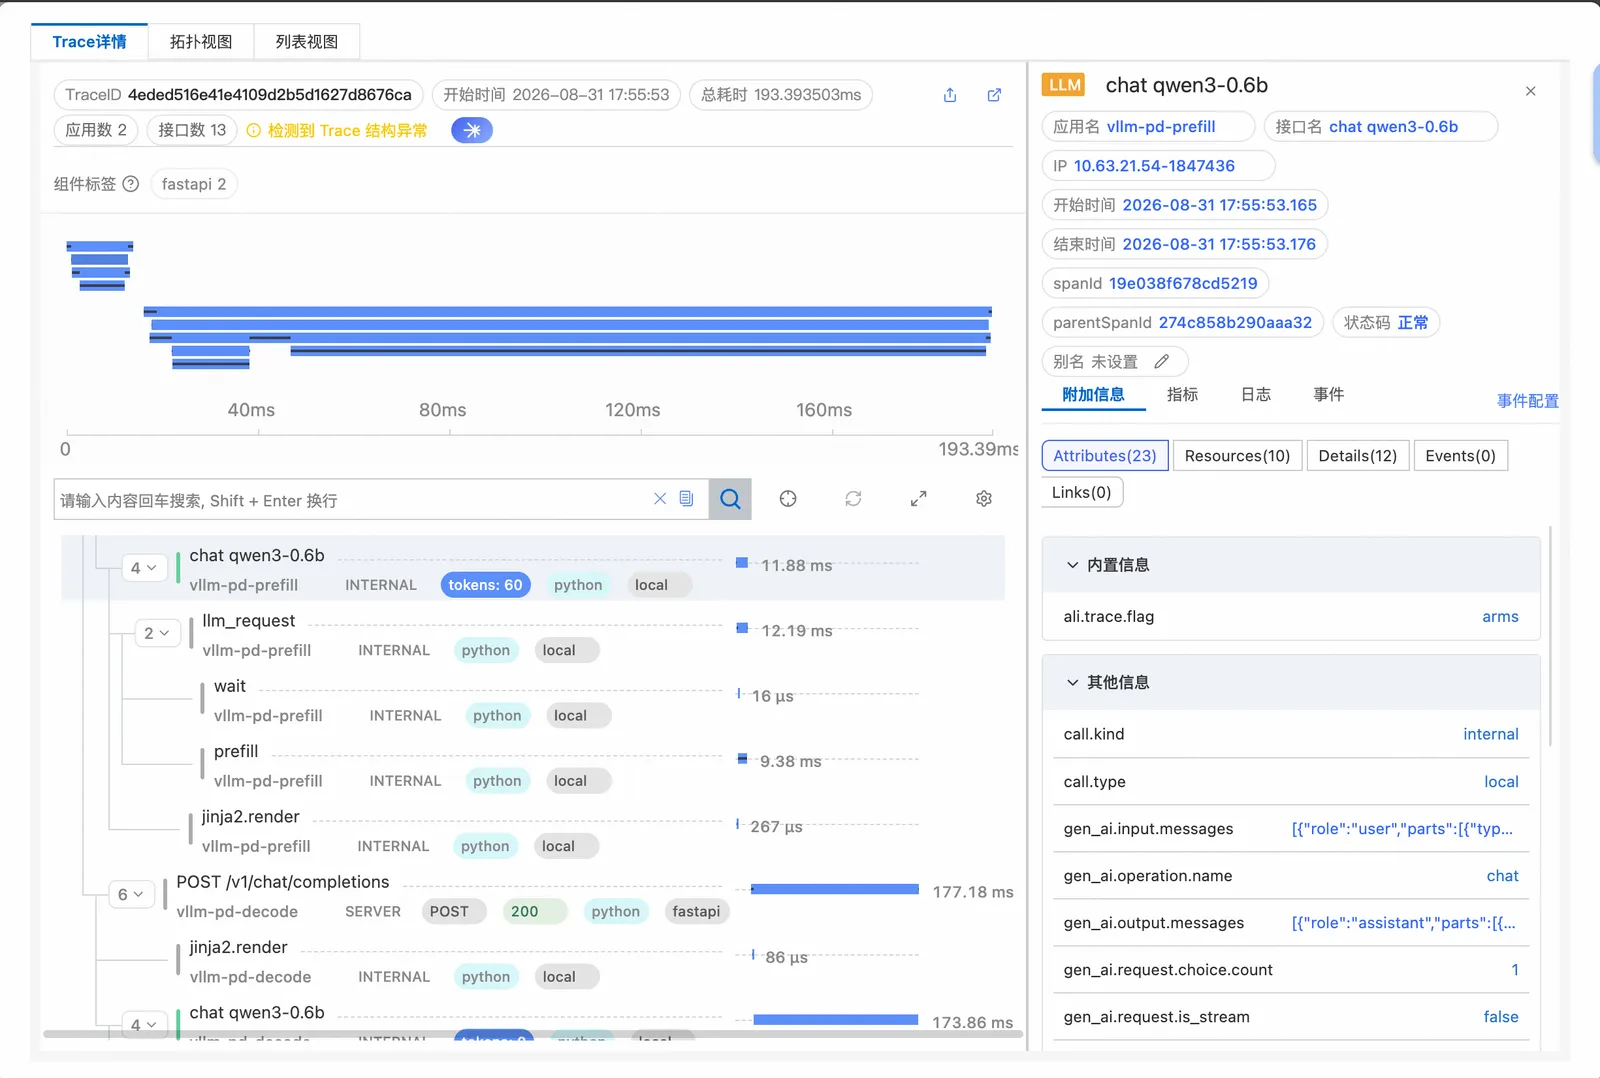 Trace详情 拓扑视图 列表视图
TraceID 4eded516e41e4109d2b5d1627d8676ca 开始时间 2026-08-31 17:55:53 总耗时 193.393503ms
应用数 2 接口数 13 检测到 Trace 结构异常
组件标签 fastapi 2
40ms 80ms 120ms 160ms
0 193.39ms
请输入内容回车搜索, Shift + Enter 换行
4 chat qwen3-0.6b 11.88 ms
vllm-pd-prefill INTERNAL tokens: 60 python local
2 llm_request 12.19 ms
vllm-pd-prefill INTERNAL python local
wait 16 µs
vllm-pd-prefill INTERNAL python local
prefill 9.38 ms
vllm-pd-prefill INTERNAL python local
jinja2.render 267 µs
vllm-pd-prefill INTERNAL python local
6 POST /v1/chat/completions 177.18 ms
vllm-pd-decode SERVER POST 200 python fastapi
jinja2.render 86 µs
vllm-pd-decode INTERNAL python local
4 chat qwen3-0.6b 173.86 ms
LLM chat qwen3-0.6b
应用名 vllm-pd-prefill 接口名 chat qwen3-0.6b
IP 10.63.21.54-1847436
开始时间 2026-08-31 17:55:53.165
结束时间 2026-08-31 17:55:53.176
spanId 19e038f678cd5219
parentSpanId 274c858b290aaa32 状态码 正常
别名 未设置
附加信息 指标 日志 事件 事件配置
Attributes(23) Resources(10) Details(12) Events(0)
Links(0)
内置信息
ali.trace.flag arms
其他信息
call.kind internal
call.type local
gen_ai.input.messages [{"role":"user","parts":[{"typ...
gen_ai.operation.name chat
gen_ai.output.messages [{"role":"assistant","parts":[{...
gen_ai.request.choice.count 1
gen_ai.request.is_stream false